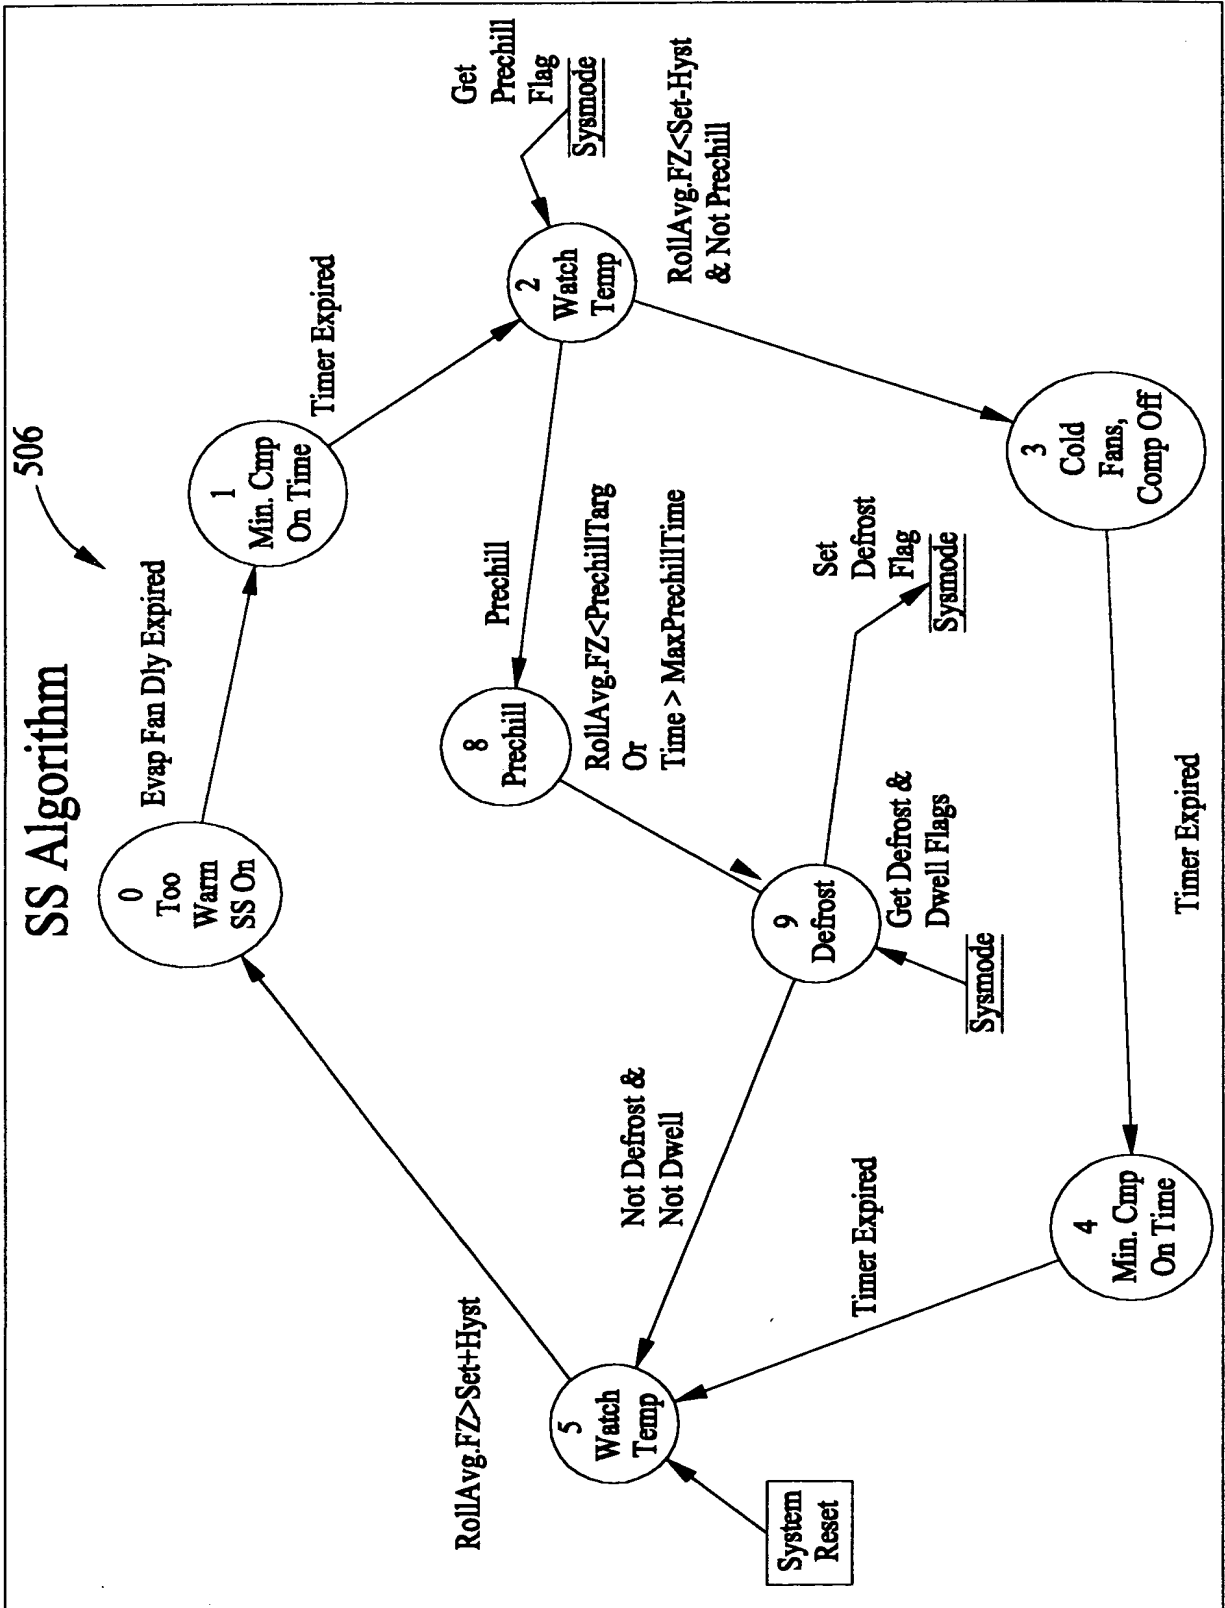 SS Algorithm
506
0
Too
Warm
SS On
Evap Fan Dly Expired
1
Min. Cmp
On Time
Timer Expired
2
Watch
Temp
Get
Prechill
Flag
Sysmode
RollAvg.FZ<Set-Hyst
& Not Prechill
Prechill
8
Prechill
RollAvg.FZ<PrechillTarg
Or
Time > MaxPrechillTime
3
Cold
Fans,
Comp Off
Set
Defrost
Flag
Sysmode
9
Defrost
Get Defrost &
Dwell Flags
Sysmode
Not Defrost &
Not Dwell
Timer Expired
4
Min. Cmp
On Time
Timer Expired
RollAvg.FZ>Set+Hyst
5
Watch
Temp
System
Reset